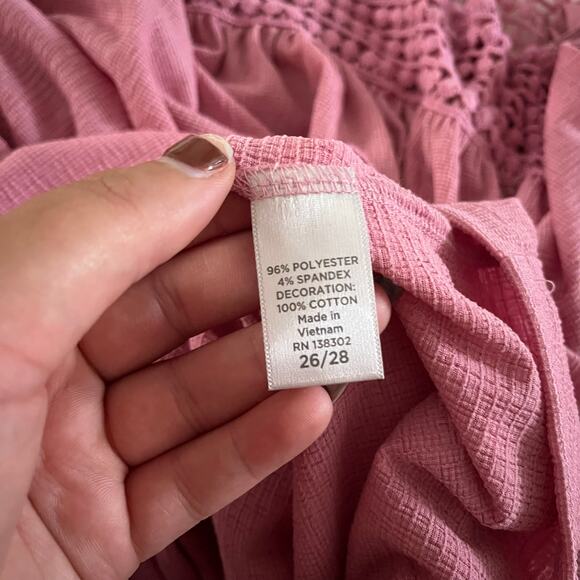 96% POLYESTER
4% SPANDEX
DECORATION:
100% COTTON
Made in
Vietnam
RN 138302
26/28